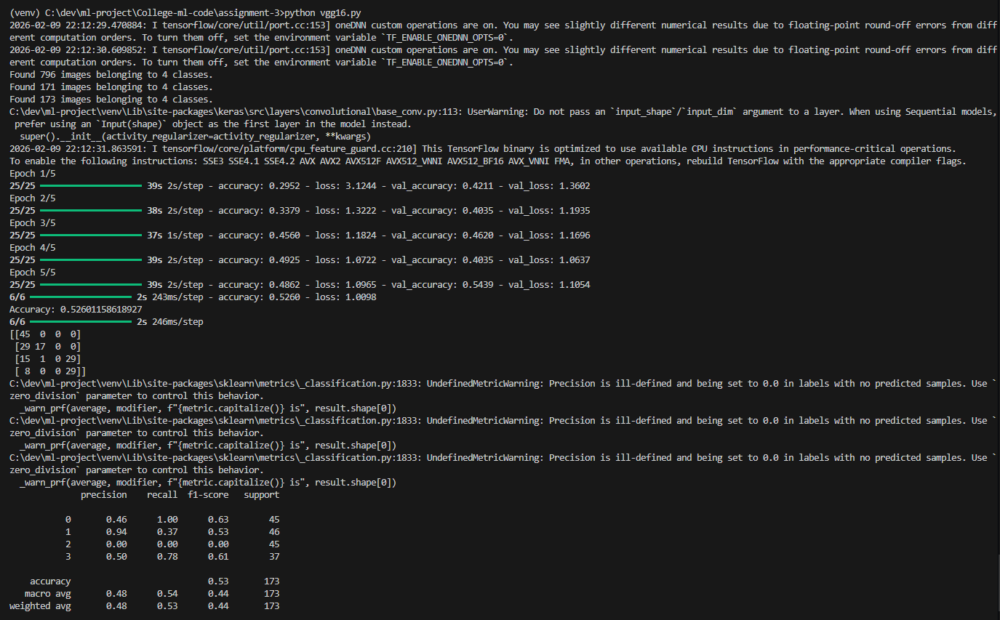 (venv) C:\dev\ml-project\College-ml-code\assignment-3>python vgg16.py
2026-02-09 22:12:29.470884: I tensorflow/core/util/port.cc:153] oneDNN custom operations are on. You may see slightly different numerical results due to floating-point round-off errors from diff
erent computation orders. To turn them off, set the environment variable `TF_ENABLE_ONEDNN_OPTS=0`.
2026-02-09 22:12:30.609852: I tensorflow/core/util/port.cc:153] oneDNN custom operations are on. You may see slightly different numerical results due to floating-point round-off errors from diff
erent computation orders. To turn them off, set the environment variable `TF_ENABLE_ONEDNN_OPTS=0`.
Found 796 images belonging to 4 classes.
Found 171 images belonging to 4 classes.
Found 173 images belonging to 4 classes.
C:\dev\ml-project\venv\Lib\site-packages\keras\src\layers\convolutional\base_conv.py:113: UserWarning: Do not pass an `input_shape`/`input_dim` argument to a layer. When using Sequential models,
 prefer using an `Input(shape)` object as the first layer in the model instead.
  super().__init__(activity_regularizer=activity_regularizer, **kwargs)
2026-02-09 22:12:31.863591: I tensorflow/core/platform/cpu_feature_guard.cc:210] This TensorFlow binary is optimized to use available CPU instructions in performance-critical operations.
To enable the following instructions: SSE3 SSE4.1 SSE4.2 AVX AVX2 AVX512F AVX512_VNNI AVX512_BF16 AVX_VNNI FMA, in other operations, rebuild TensorFlow with the appropriate compiler flags.
Epoch 1/5
25/25 39s 2s/step - accuracy: 0.2952 - loss: 3.1244 - val_accuracy: 0.4211 - val_loss: 1.3602
Epoch 2/5
25/25 38s 2s/step - accuracy: 0.3379 - loss: 1.3222 - val_accuracy: 0.4035 - val_loss: 1.1935
Epoch 3/5
25/25 37s 1s/step - accuracy: 0.4560 - loss: 1.1824 - val_accuracy: 0.4620 - val_loss: 1.1696
Epoch 4/5
25/25 39s 2s/step - accuracy: 0.4925 - loss: 1.0722 - val_accuracy: 0.4035 - val_loss: 1.0637
Epoch 5/5
25/25 39s 2s/step - accuracy: 0.4862 - loss: 1.0965 - val_accuracy: 0.5439 - val_loss: 1.1054
6/6 2s 243ms/step - accuracy: 0.5260 - loss: 1.0098
Accuracy: 0.52601158618927
6/6 2s 246ms/step
[[45  0  0  0]
 [29 17  0  0]
 [15  1  0 29]
 [ 8  0  0 29]]
C:\dev\ml-project\venv\Lib\site-packages\sklearn\metrics\_classification.py:1833: UndefinedMetricWarning: Precision is ill-defined and being set to 0.0 in labels with no predicted samples. Use `
zero_division` parameter to control this behavior.
  _warn_prf(average, modifier, f"{metric.capitalize()} is", result.shape[0])
C:\dev\ml-project\venv\Lib\site-packages\sklearn\metrics\_classification.py:1833: UndefinedMetricWarning: Precision is ill-defined and being set to 0.0 in labels with no predicted samples. Use `
zero_division` parameter to control this behavior.
  _warn_prf(average, modifier, f"{metric.capitalize()} is", result.shape[0])
C:\dev\ml-project\venv\Lib\site-packages\sklearn\metrics\_classification.py:1833: UndefinedMetricWarning: Precision is ill-defined and being set to 0.0 in labels with no predicted samples. Use `
zero_division` parameter to control this behavior.
  _warn_prf(average, modifier, f"{metric.capitalize()} is", result.shape[0])
              precision    recall  f1-score   support

           0       0.46      1.00      0.63        45
           1       0.94      0.37      0.53        46
           2       0.00      0.00      0.00        45
           3       0.50      0.78      0.61        37

    accuracy                           0.53       173
   macro avg       0.48      0.54      0.44       173
weighted avg       0.48      0.53      0.44       173